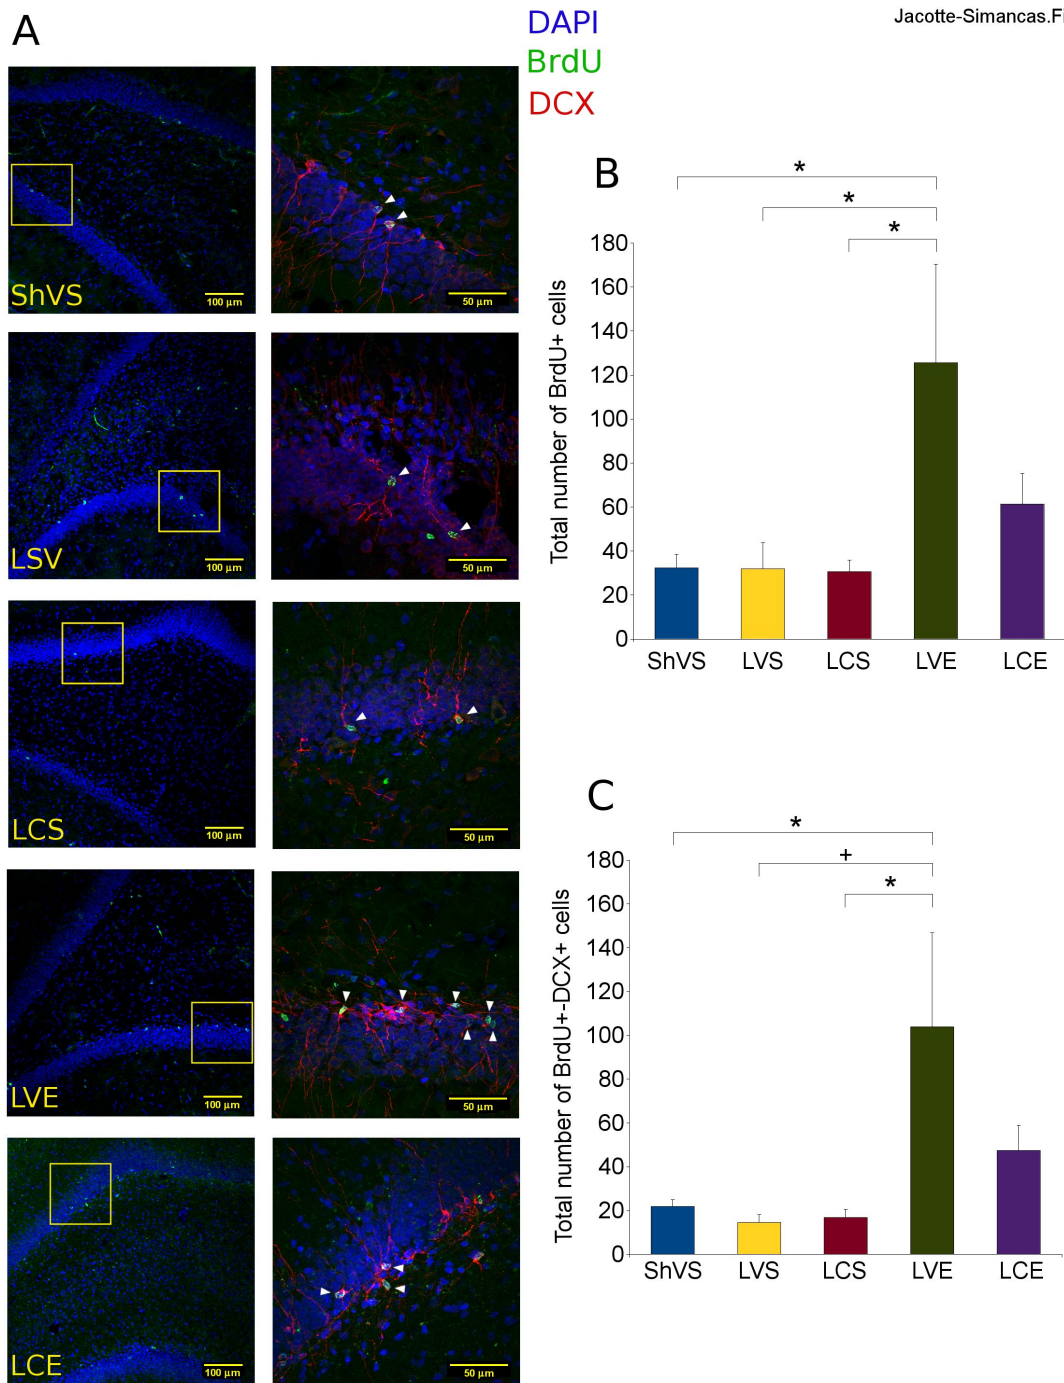 A
DAPI
BrdU
DCX
Jacotte-Simancas.F
ShVS
100 µm
50 µm
LSV
100 µm
50 µm
LCS
100 µm
50 µm
LVE
100 µm
50 µm
LCE
100 µm
50 µm
B
*
*
*
Total number of BrdU+ cells
180
160
140
120
100
80
60
40
20
0
ShVS LVS LCS LVE LCE
C
*
+
*
Total number of BrdU+-DCX+ cells
180
160
140
120
100
80
60
40
20
0
ShVS LVS LCS LVE LCE